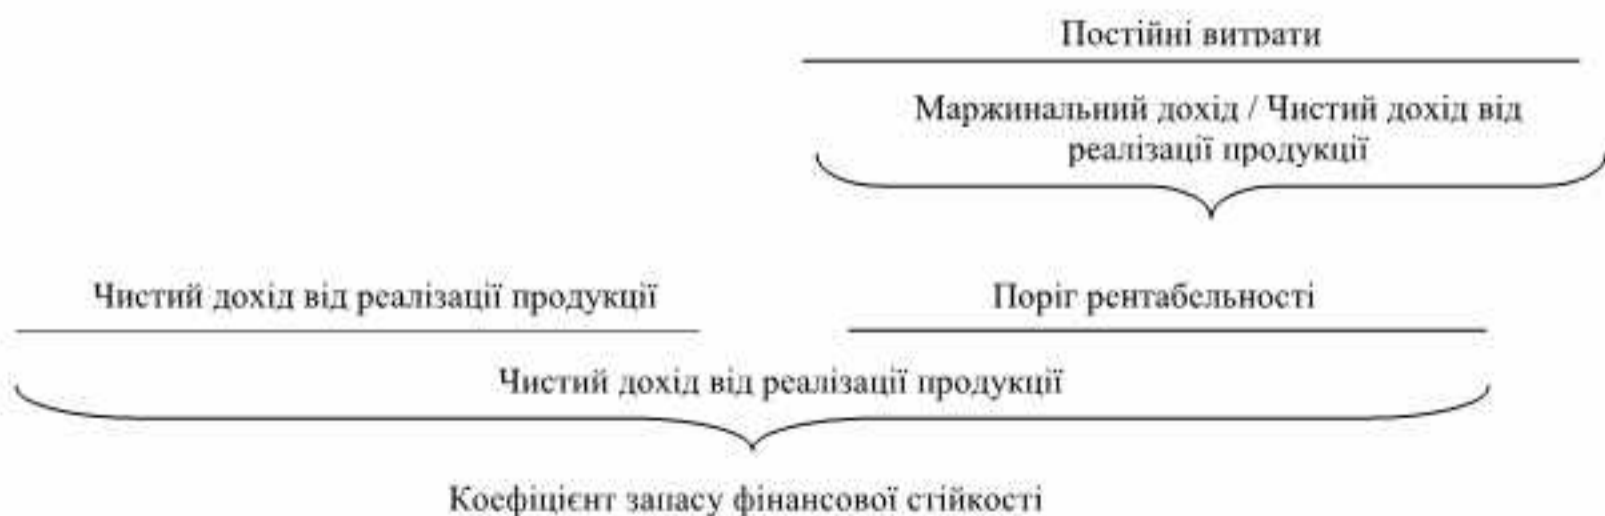 Постійні витрати
Маржинальний дохід / Чистий дохід від
реалізації продукції
Чистий дохід від реалізації продукції
Поріг рентабельності
Чистий дохід від реалізації продукції
Коефіцієнт запасу фінансової стійкості